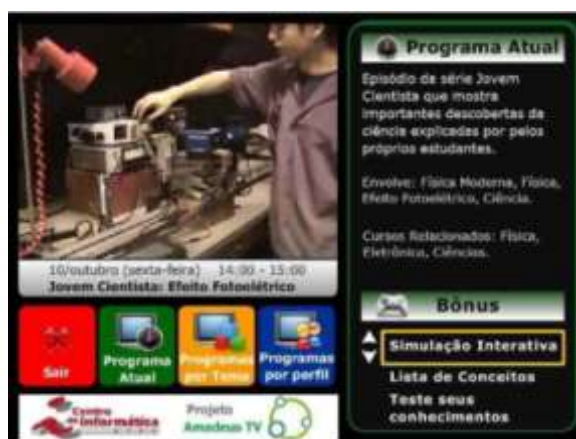 10/outubro (sexta-feira) 14:00 - 15:00
Jovem Cientista: Efeito Fotoelétrico
Sair
Programa
Atual
Programas
por Tema
Programas
por perfil
Centro
de Informática
Projeto
Amadeus TV
Programa Atual
Episódio da série Jovem
Cientista que mostra
importantes descobertas da
ciência explicadas por pelos
próprios estudantes.
Envolve: Física Moderna, Física,
Efeito Fotoelétrico, Ciência.
Cursos Relacionados: Física,
Eletrônica, Ciências.
Bônus
Simulação Interativa
Lista de Conceitos
Teste seus
conhecimentos